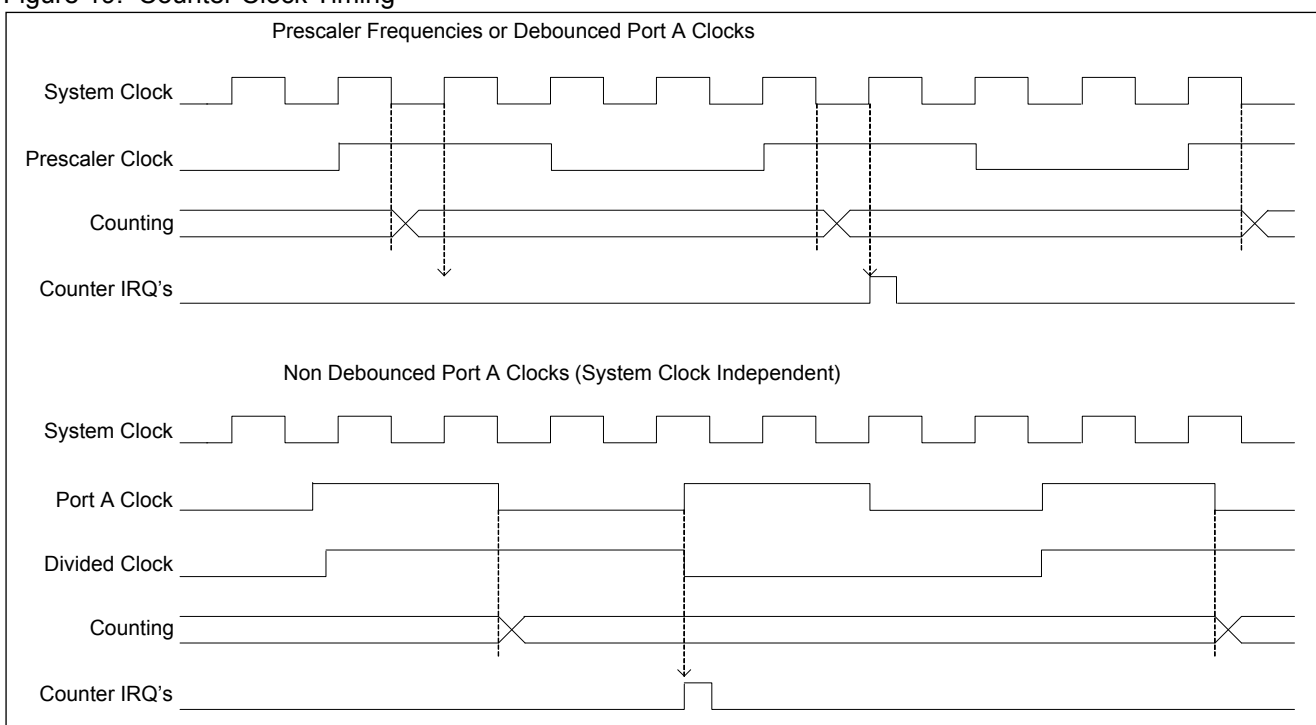 Figure 19. Counter Clock Timing
Prescaler Frequencies or Debounced Port A Clocks
System Clock
Prescaler Clock
Counting
Counter IRQ's
Non Debounced Port A Clocks (System Clock Independent)
System Clock
Port A Clock
Divided Clock
Counting
Counter IRQ's